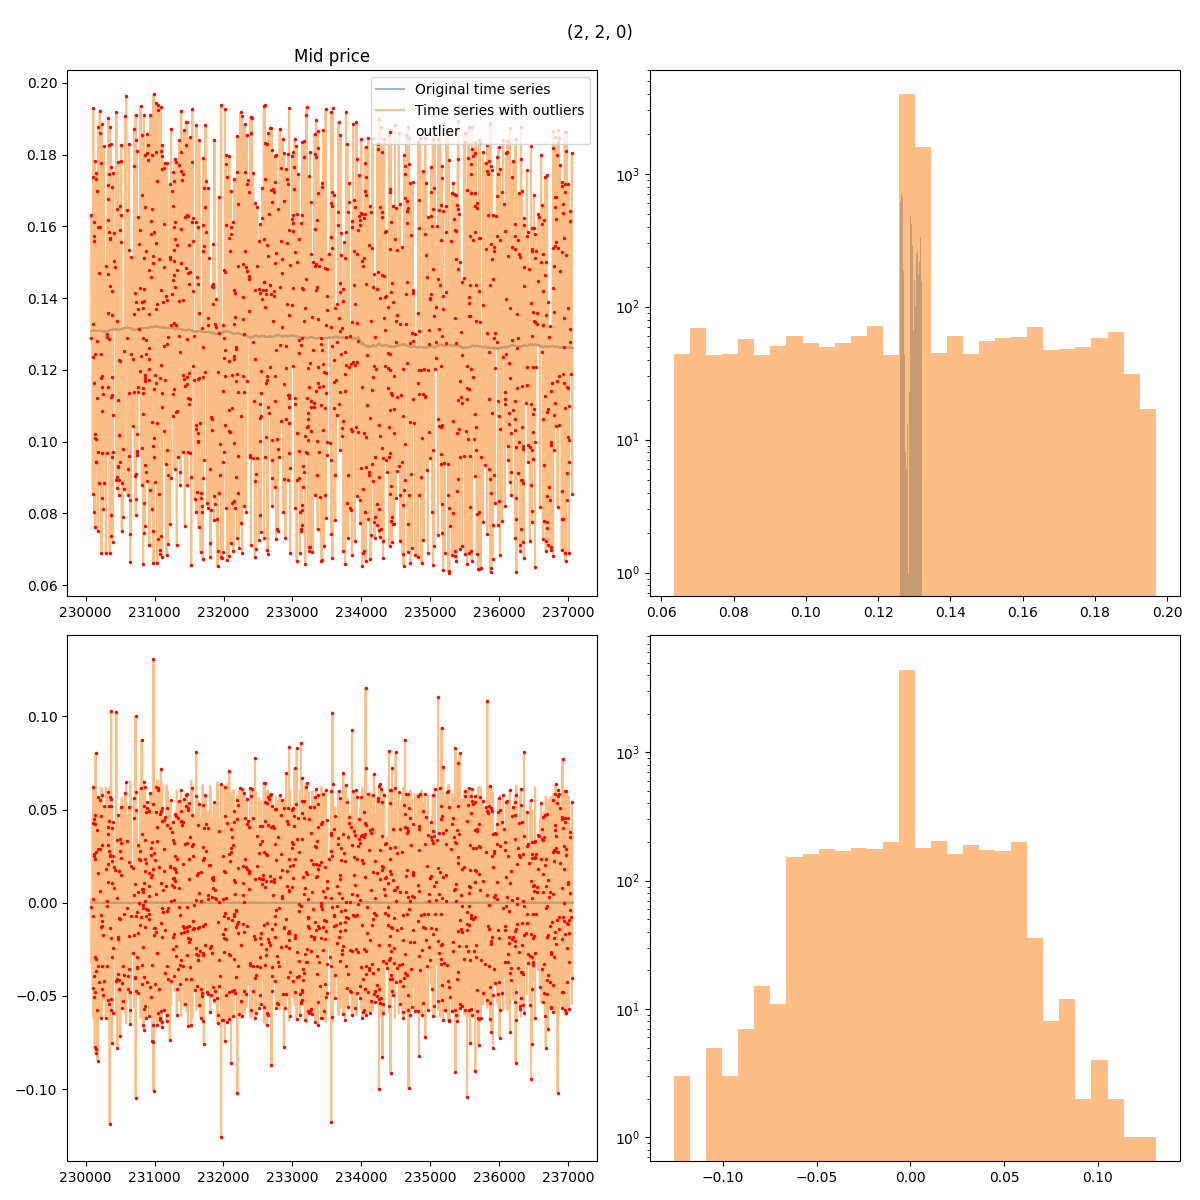 (2, 2, 0)
Mid price
Original time series
Time series with outliers
outlier
0.20
0.18
0.16
0.14
0.12
0.10
0.08
0.06
230000 231000 232000 233000 234000 235000 236000 237000
10³
10²
10¹
10⁰
0.06 0.08 0.10 0.12 0.14 0.16 0.18 0.20
0.10
0.05
0.00
−0.05
−0.10
230000 231000 232000 233000 234000 235000 236000 237000
10³
10²
10¹
10⁰
−0.10 −0.05 0.00 0.05 0.10